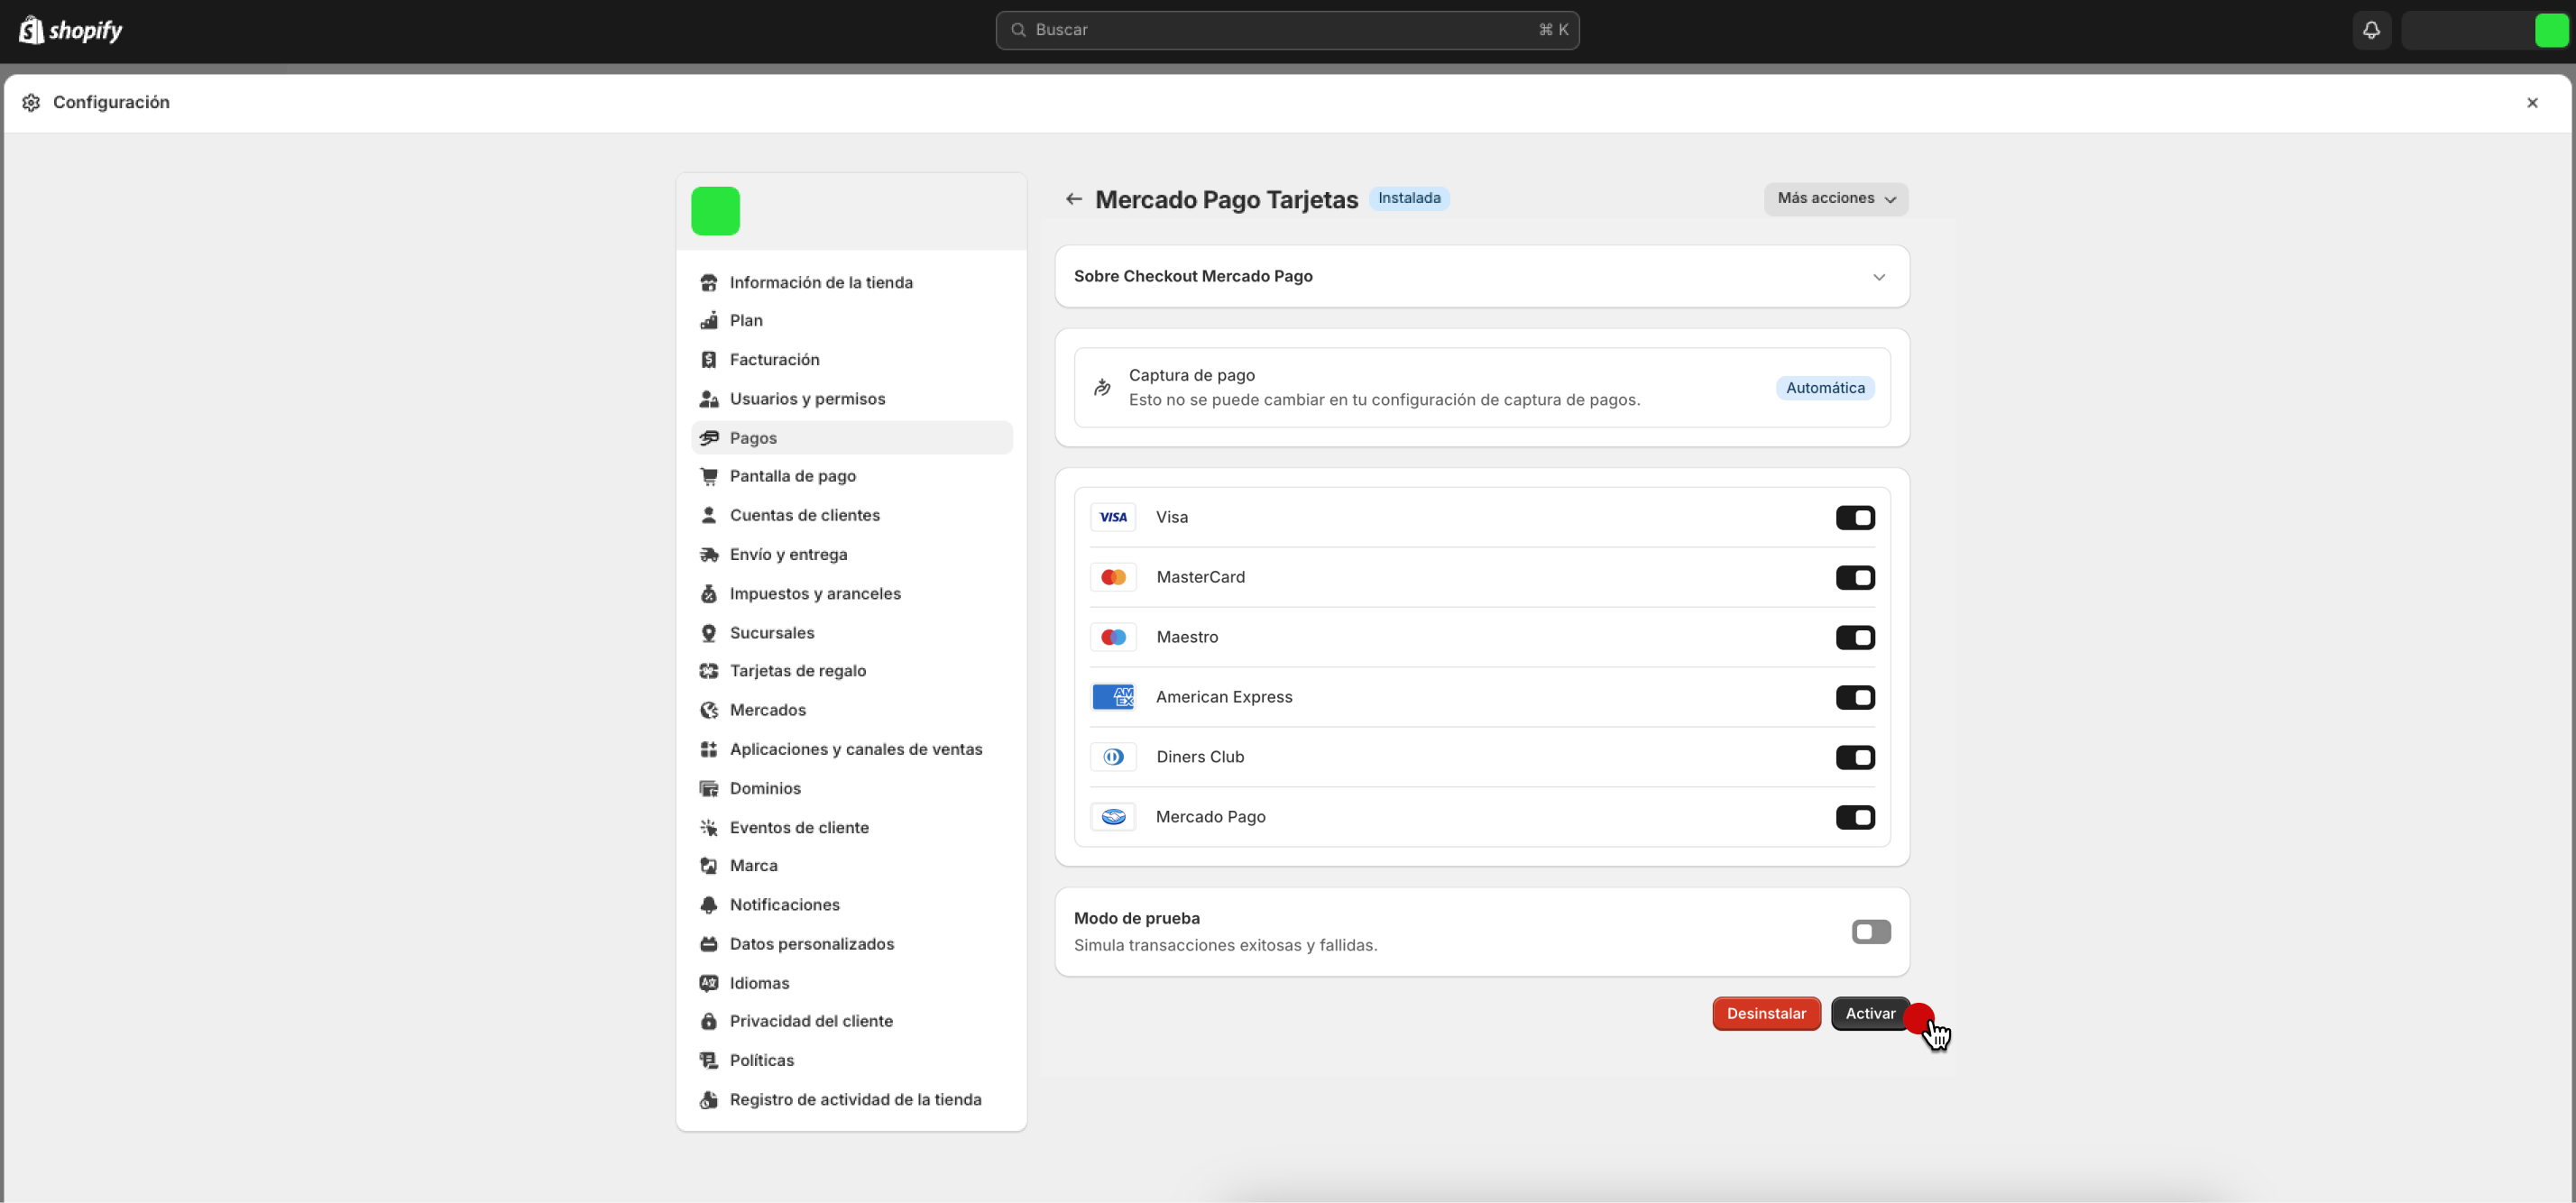 shopify
Buscar
⌘ K
Configuración
Mercado Pago Tarjetas
Instalada
Más acciones
Información de la tienda
Plan
Facturación
Usuarios y permisos
Pagos
Pantalla de pago
Cuentas de clientes
Envío y entrega
Impuestos y aranceles
Sucursales
Tarjetas de regalo
Mercados
Aplicaciones y canales de ventas
Dominios
Eventos de cliente
Marca
Notificaciones
Datos personalizados
Idiomas
Privacidad del cliente
Políticas
Registro de actividad de la tienda
Sobre Checkout Mercado Pago
Captura de pago
Esto no se puede cambiar en tu configuración de captura de pagos.
Automática
VISA Visa
MasterCard
Maestro
AM
EX
American Express
Diners Club
Mercado Pago
Modo de prueba
Simula transacciones exitosas y fallidas.
Desinstalar
Activar